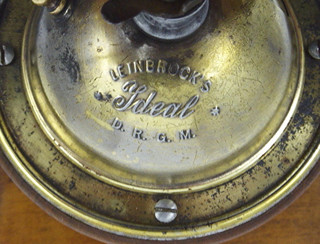 LEINBROCK'S
Ideal
D. R. G. M.